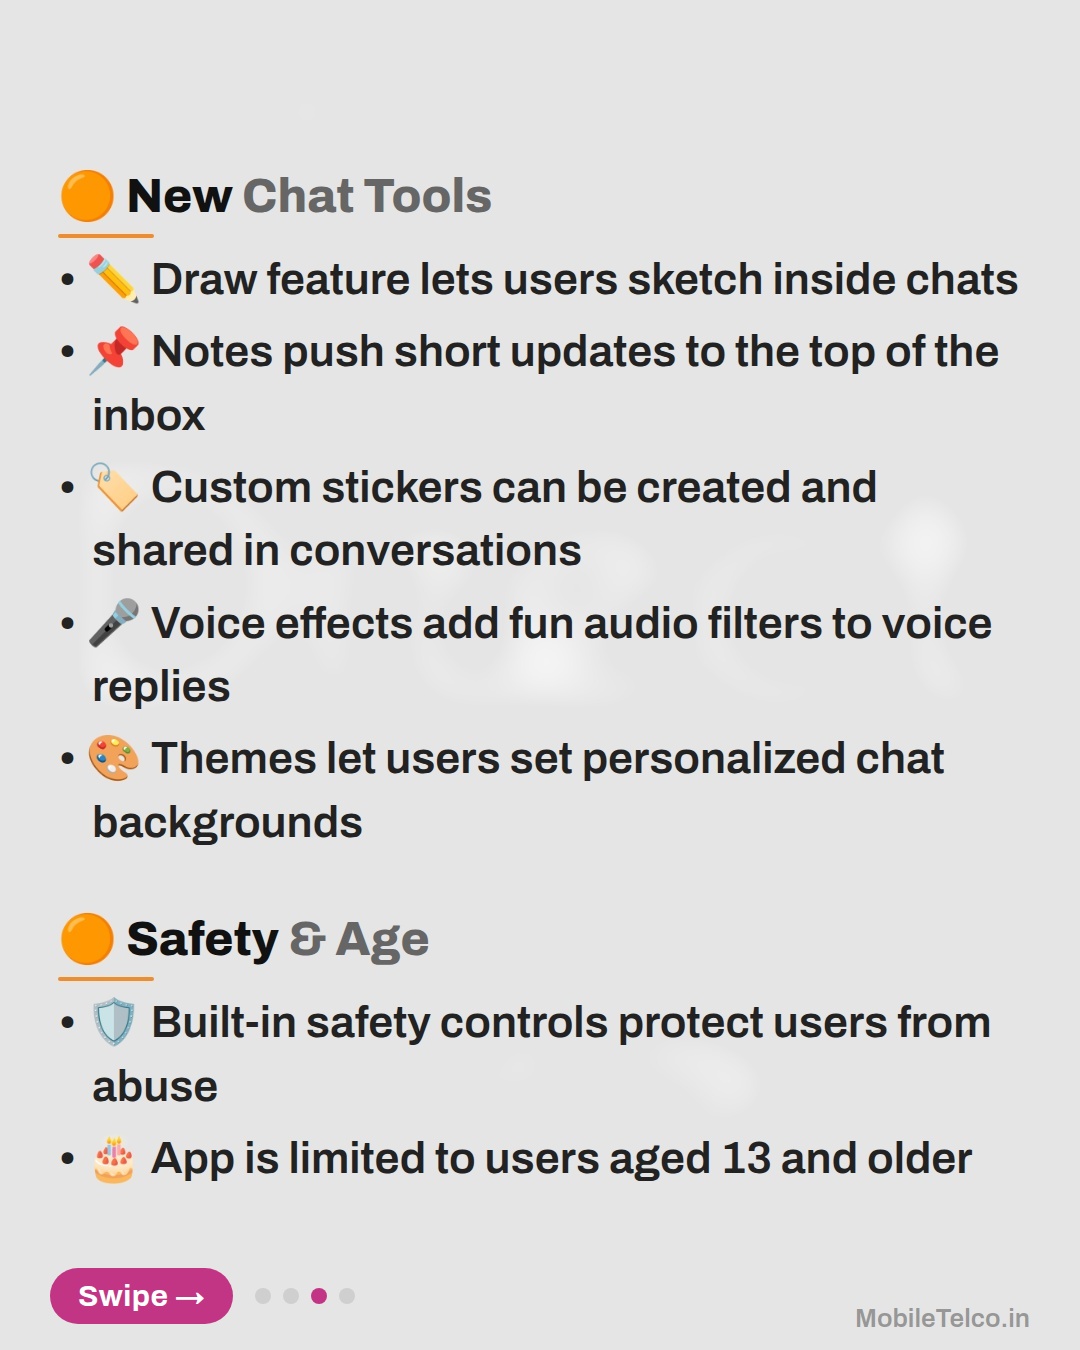 🟠 New Chat Tools
• ✏️ Draw feature lets users sketch inside chats
• 📌 Notes push short updates to the top of the
inbox
• 🏷️ Custom stickers can be created and
shared in conversations
• 🎤 Voice effects add fun audio filters to voice
replies
• 🎨 Themes let users set personalized chat
backgrounds
🟠 Safety & Age
• 🛡️ Built-in safety controls protect users from
abuse
• 🎂 App is limited to users aged 13 and older
Swipe →
MobileTelco.in